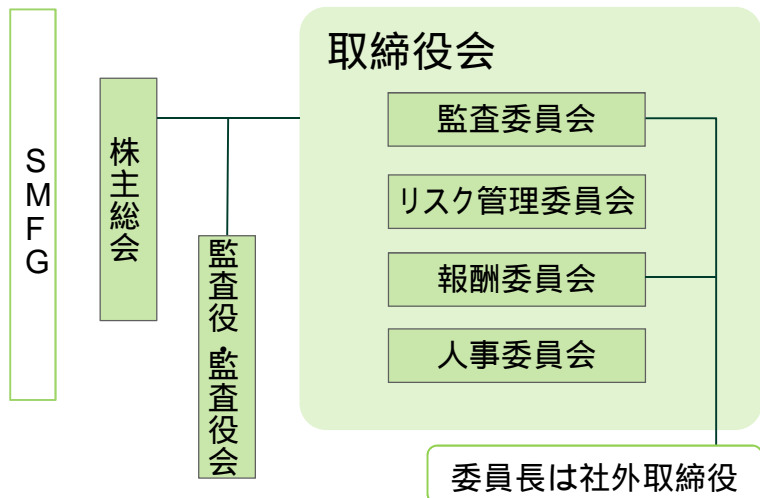 SMFG
株主総会
監査役・監査役会
取締役会
監査委員会
リスク管理委員会
報酬委員会
人事委員会
委員長は社外取締役